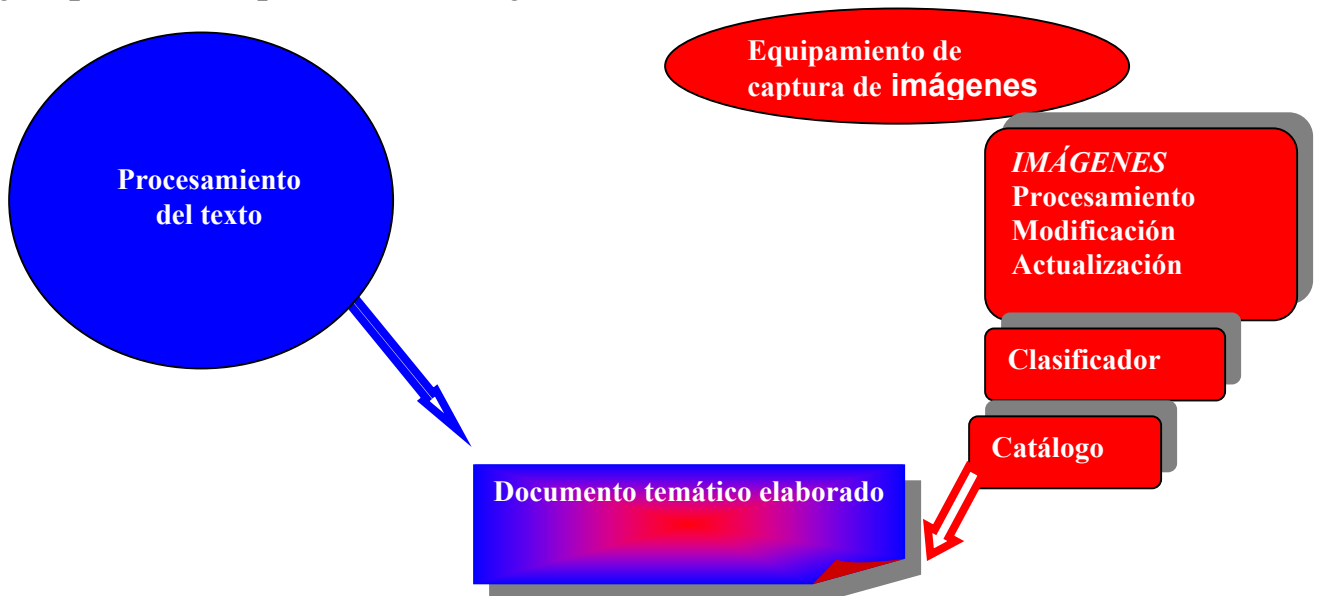 Equipamiento de
captura de imágenes
Procesamiento
del texto
IMÁGENES
Procesamiento
Modificación
Actualización
Clasificador
Catálogo
Documento temático elaborado